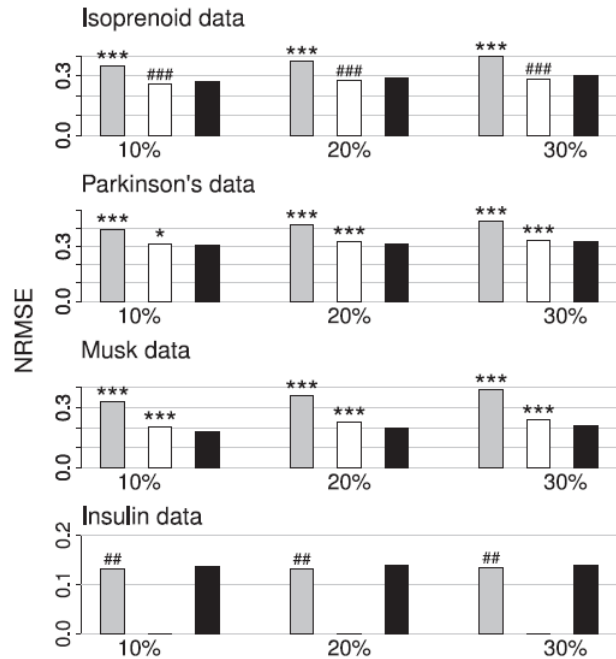 Isoprenoid data
*** ### *** ### *** ###
0.3
0.0
10% 20% 30%
Parkinson's data
*** * *** *** *** ***
0.3
0.0
10% 20% 30%
NRMSE
Musk data
*** *** *** *** *** ***
0.3
0.0
10% 20% 30%
Insulin data
0.2
## ## ##
0.1
0.0
10% 20% 30%